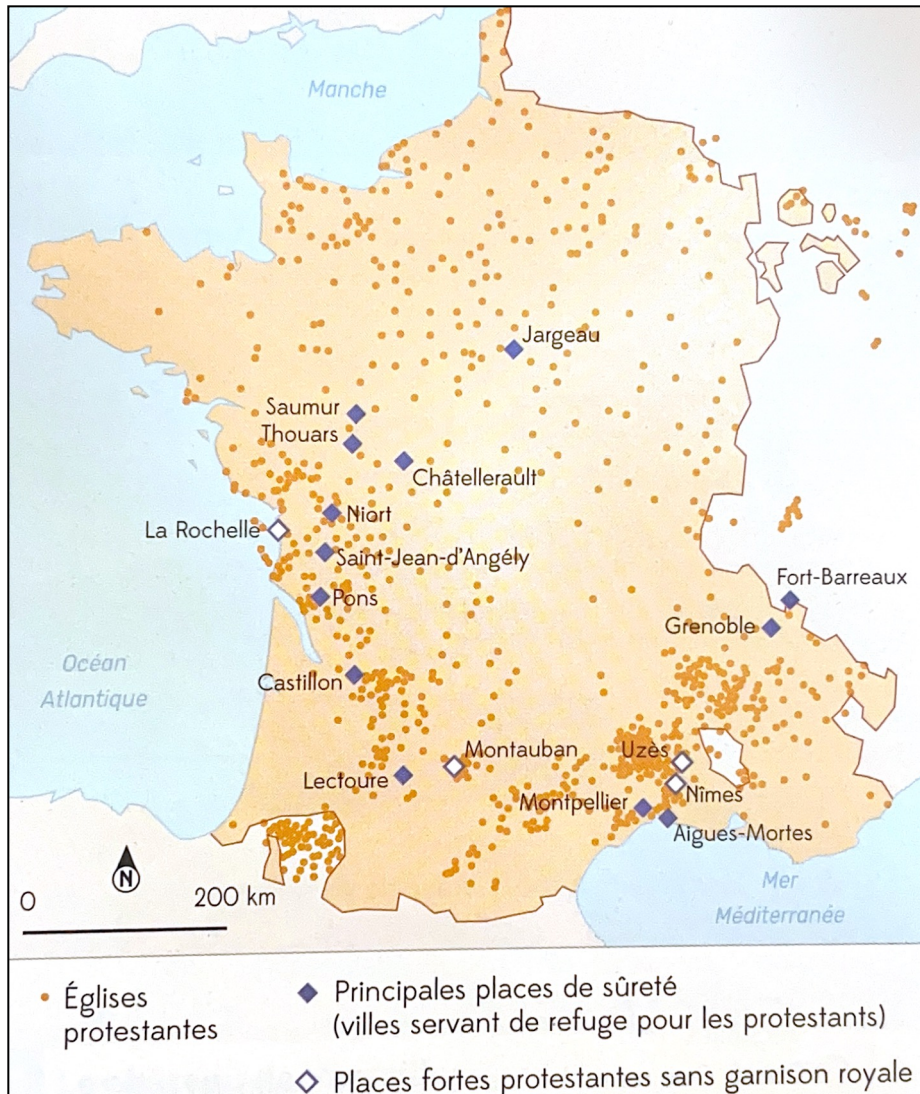 Manche
Jargeau
Saumur
Thouars
Châtellerault
Niort
La Rochelle
Saint-Jean-d'Angély
Pons
Fort-Barreaux
Grenoble
Océan
Atlantique
Castillon
Montauban
Uzès
Lectoure
Nîmes
Montpellier
Aigues-Mortes
N
0
200 km
Mer
Méditerranée
Églises
protestantes
Principales places de sûreté
(villes servant de refuge pour les protestants)
Places fortes protestantes sans garnison royale